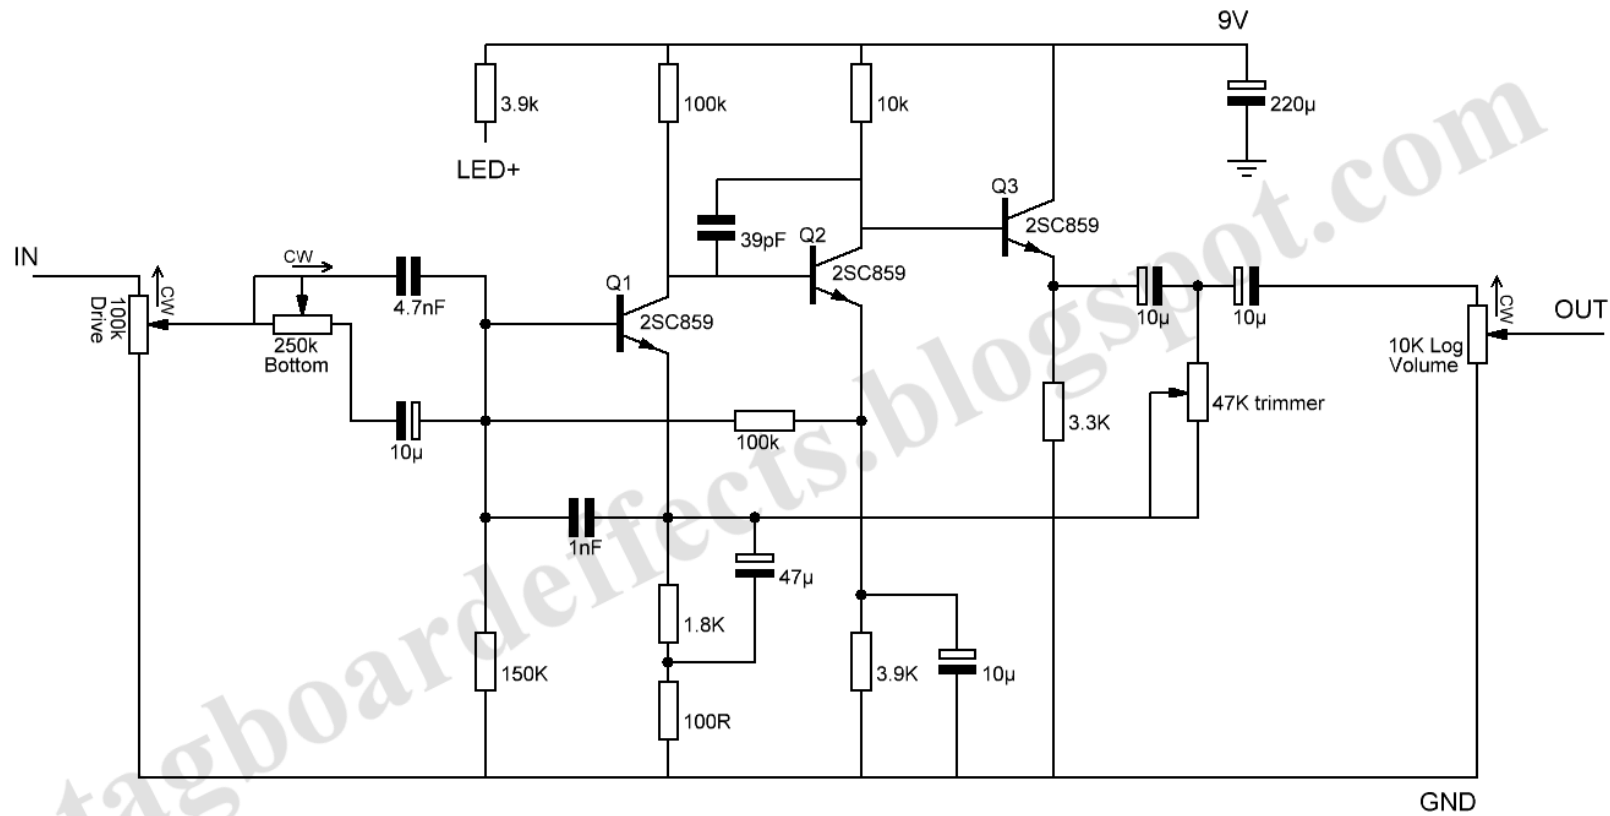 9V
3.9k
100k
10k
220µ
LED+
Q3
2SC859
39pF
Q2
2SC859
IN
CW
CW
100k
Drive
4.7nF
Q1
2SC859
10µ
10µ
CW
OUT
250k
Bottom
10K Log
Volume
47K trimmer
3.3K
10µ
100k
1nF
47µ
1.8K
150K
3.9K
10µ
100R
GND
tagboardeffects.blogspot.com